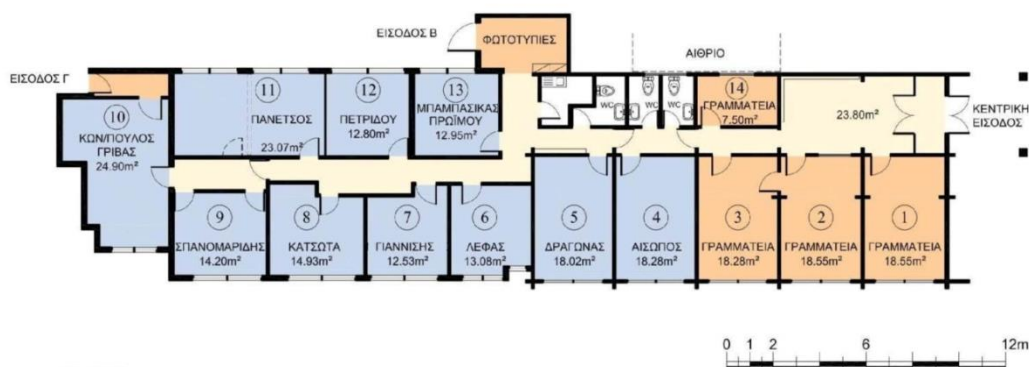 ΕΙΣΟΔΟΣ Β
ΦΩΤΟΤΥΠΙΕΣ
ΑΙΘΡΙΟ
ΕΙΣΟΔΟΣ Γ
10
ΚΩΝ/ΠΟΥΛΟΣ
ΓΡΙΒΑΣ
24.90m²
11
ΠΑΝΕΤΣΟΣ
23.07m²
12
ΠΕΤΡΙΔΟΥ
12.80m²
13
ΜΠΑΜΠΑΣΙΚΑΣ
ΠΡΩΙΜΟΥ
12.95m²
WC
WC
WC
14
ΓΡΑΜΜΑΤΕΙΑ
7.50m²
23.80m²
ΚΕΝΤΡΙΚΗ
ΕΙΣΟΔΟΣ
9
ΣΠΑΝΟΜΑΡΙΔΗΣ
14.20m²
8
ΚΑΤΣΩΤΑ
14.93m²
7
ΓΙΑΝΝΙΣΗΣ
12.53m²
6
ΛΕΦΑΣ
13.08m²
5
ΔΡΑΓΩΝΑΣ
18.02m²
4
ΑΙΣΩΠΟΣ
18.28m²
3
ΓΡΑΜΜΑΤΕΙΑ
18.28m²
2
ΓΡΑΜΜΑΤΕΙΑ
18.55m²
1
ΓΡΑΜΜΑΤΕΙΑ
18.55m²
0 1 2 6 12m